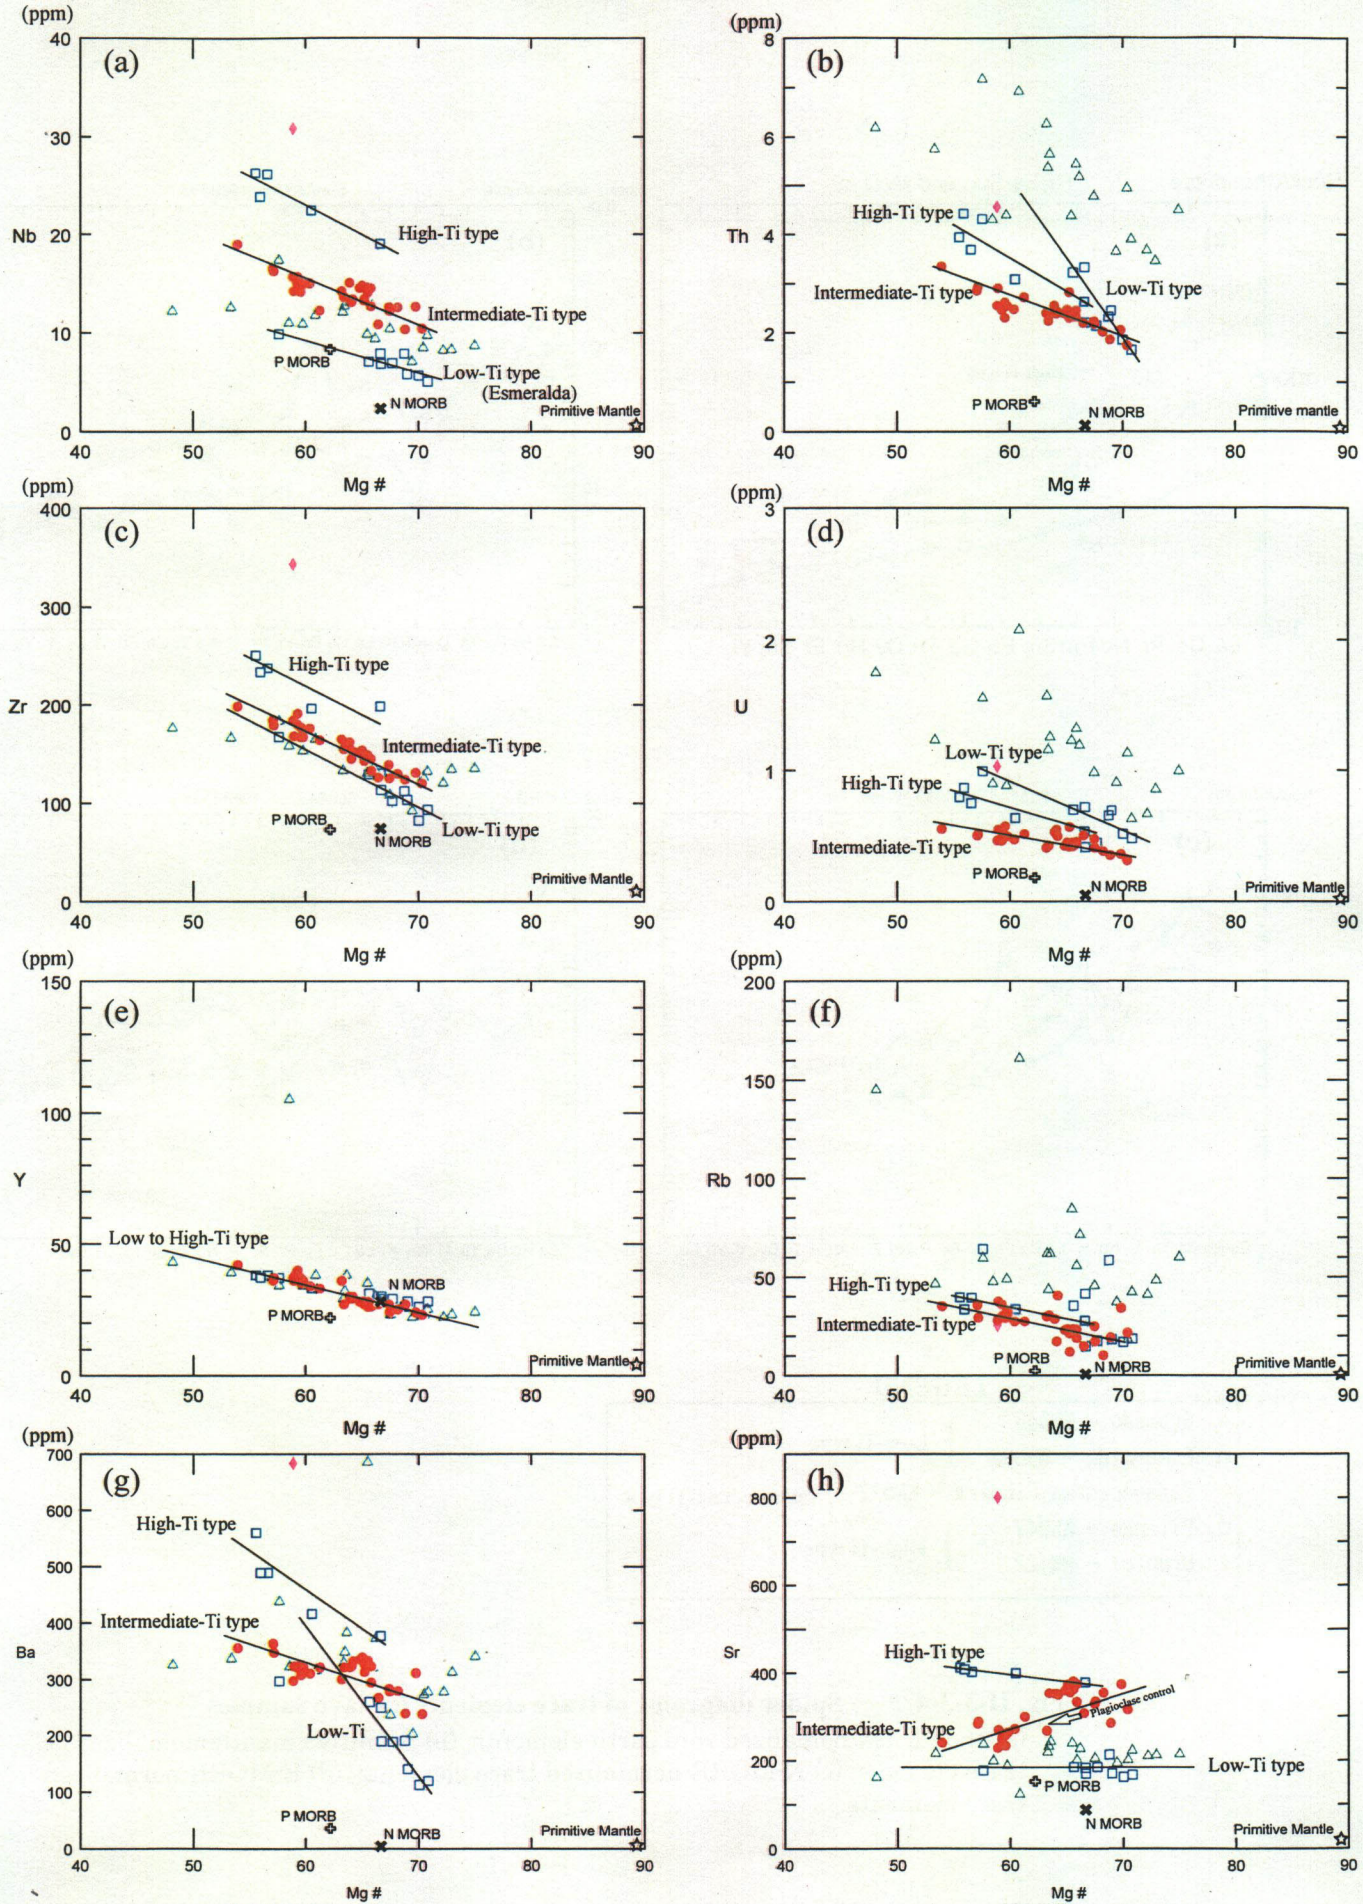 (ppm)
40
(a)
30
Nb
20
High-Ti type
Intermediate-Ti type
10
P MORB
Low-Ti type
(Esmeralda)
N MORB
Primitive Mantle
0
40 50 60 70 80 90
Mg #
(ppm)
8
(b)
6
High-Ti type
Th
4
Low-Ti type
Intermediate-Ti type
2
P MORB
N MORB
Primitive mantle
0
40 50 60 70 80 90
Mg #
(ppm)
400
(c)
300
High-Ti type
Zr
200
Intermediate-Ti type
100
P MORB
Low-Ti type
N MORB
Primitive Mantle
0
40 50 60 70 80 90
Mg #
(ppm)
3
(d)
2
U
Low-Ti type
High-Ti type
1
Intermediate-Ti type
P MORB
N MORB
Primitive Mantle
0
40 50 60 70 80 90
Mg #
(ppm)
150
(e)
100
Y
Low to High-Ti type
50
N MORB
P MORB
Primitive Mantle
0
40 50 60 70 80 90
Mg #
(ppm)
200
(f)
150
Rb
100
High-Ti type
50
Intermediate-Ti type
P MORB
N MORB
Primitive Mantle
0
40 50 60 70 80 90
Mg #
(ppm)
700
(g)
600
High-Ti type
500
400
Intermediate-Ti type
Ba
300
Low-Ti
200
100
P MORB
N MORB
Primitive Mantle
0
40 50 60 70 80 90
Mg #
(ppm)
(h)
800
600
High-Ti type
Sr
400
Plagioclase control
Intermediate-Ti type
200
Low-Ti type
P MORB
N MORB
Primitive Mantle
0
40 50 60 70 80 90
Mg #